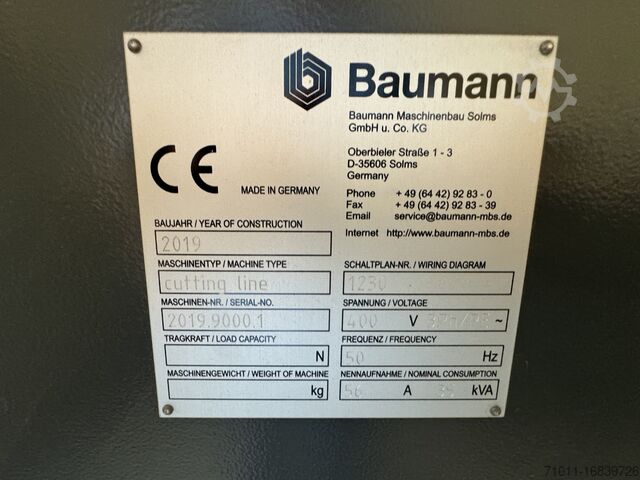 Baumann
Baumann Maschinenbau Solms
GmbH u. Co. KG
Oberbieler Straße 1 - 3
D-35606 Solms
Germany
CE
MADE IN GERMANY
Phone + 49 (64 42) 92 83 - 0
Fax + 49 (64 42) 92 83 - 39
Email service@baumann-mbs.de
Internet http://www.baumann-mbs.de
BAUJAHR / YEAR OF CONSTRUCTION
2019
MASCHINENTYP / MACHINE TYPE
cutting line
SCHALTPLAN-NR. / WIRING DIAGRAM
MASCHINEN-NR. / SERIAL-NO.
2019.9000.1
SPANNUNG / VOLTAGE
400 V ~
TRAGKRAFT / LOAD CAPACITY
N
FREQUENZ / FREQUENCY
50 Hz
MASCHINENGEWICHT / WEIGHT OF MACHINE
kg
NENNAUFNAHME / NOMINAL CONSUMPTION
56 A kVA
71011-16839726